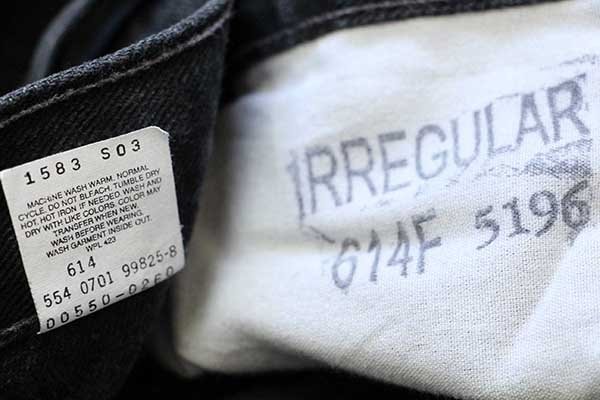 1583 S03
MACHINE WASH WARM, NORMAL
CYCLE. DO NOT BLEACH. TUMBLE DRY
HOT. HOT IRON IF NEEDED. WASH AND
DRY WITH LIKE COLORS. COLOR MAY
TRANSFER WHEN NEW.
WASH BEFORE WEARING.
WASH GARMENT INSIDE OUT.
WPL 423
614
554 0701 99825-8
00550-0260
IRREGULAR
614F 5196